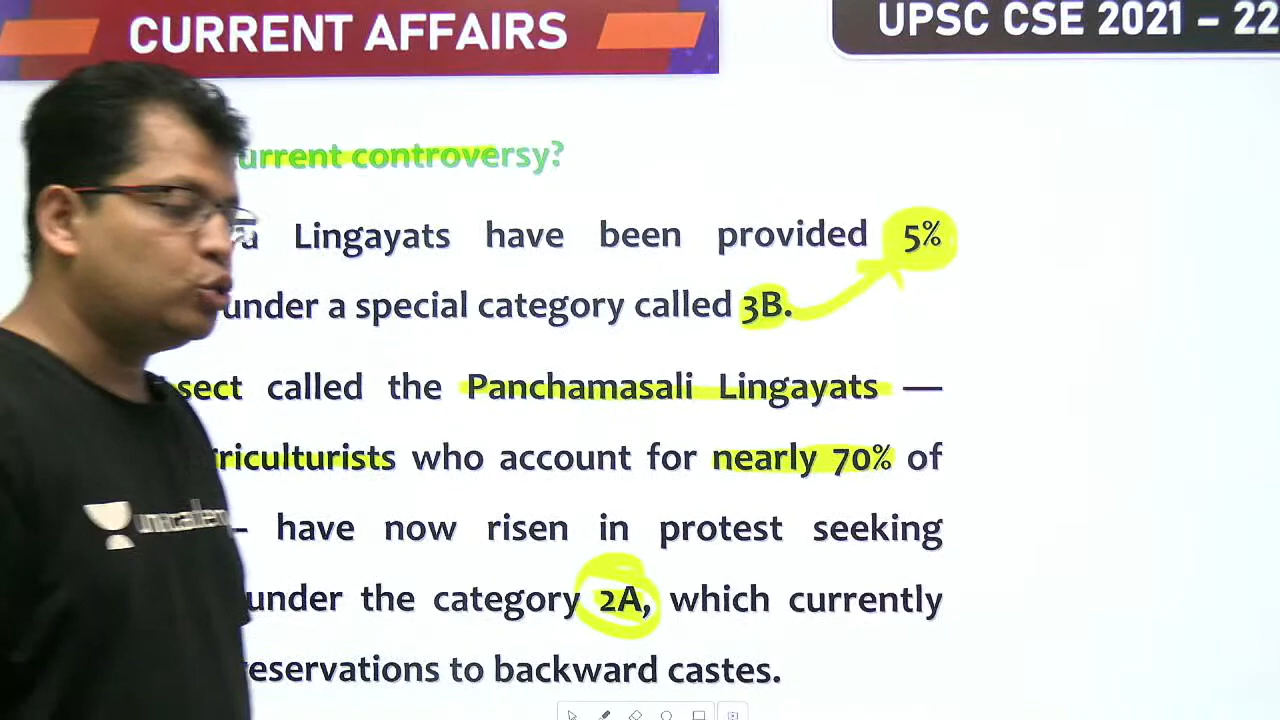 CURRENT AFFAIRS
UPSC CSE 2021 – 22
urrent controversy?
a Lingayats have been provided 5%
under a special category called 3B.
sect called the Panchamasali Lingayats —
riculturists who account for nearly 70% of
– have now risen in protest seeking
under the category 2A, which currently
eservations to backward castes.
unacademy